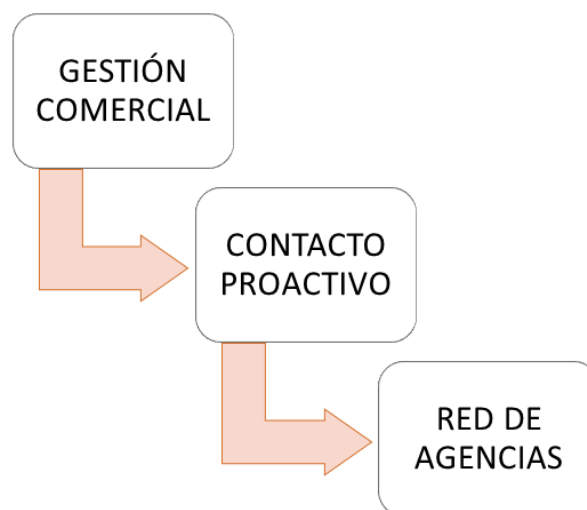 GESTIÓN
COMERCIAL
CONTACTO
PROACTIVO
RED DE
AGENCIAS